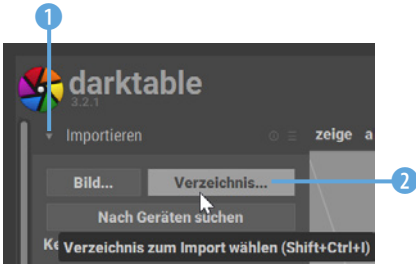 1
darktable
3.2.1
Importieren
zeige a
Bild...
Verzeichnis...
2
Nach Geräten suchen
Ke
Verzeichnis zum Import wählen (Shift+Ctrl+I)